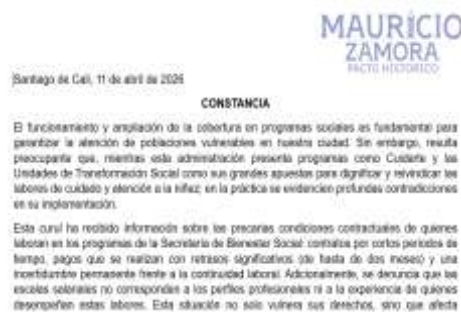 MAURICIO
ZAMORA
PACTO HISTÓRICO
Santiago de Cali, 11 de abril de 2026
CONSTANCIA
El funcionamiento y ampliación de la cobertura en programas sociales es fundamental para
garantizar la atención de poblaciones vulnerables en nuestra ciudad. Sin embargo, resulta
preocupante que, mientras esta administración presenta programas como Cuidarte y las
Unidades de Transformación Social como sus grandes apuestas para dignificar y reivindicar las
labores de cuidado y atención a la niñez; en la práctica se evidencien profundas contradicciones
en su implementación.
Esta curul ha recibido información sobre las precarias condiciones contractuales de quienes
laboran en los programas de la Secretaría de Bienestar Social: contratos por cortos periodos de
tiempo, pagos que se realizan con retrasos significativos (de hasta de dos meses) y una
incertidumbre permanente frente a la continuidad laboral. Adicionalmente, se denuncia que las
escalas salariales no corresponden a los perfiles profesionales ni a la experiencia de quienes
desempeñan estas labores. Esta situación no solo vulnera sus derechos, sino que afecta